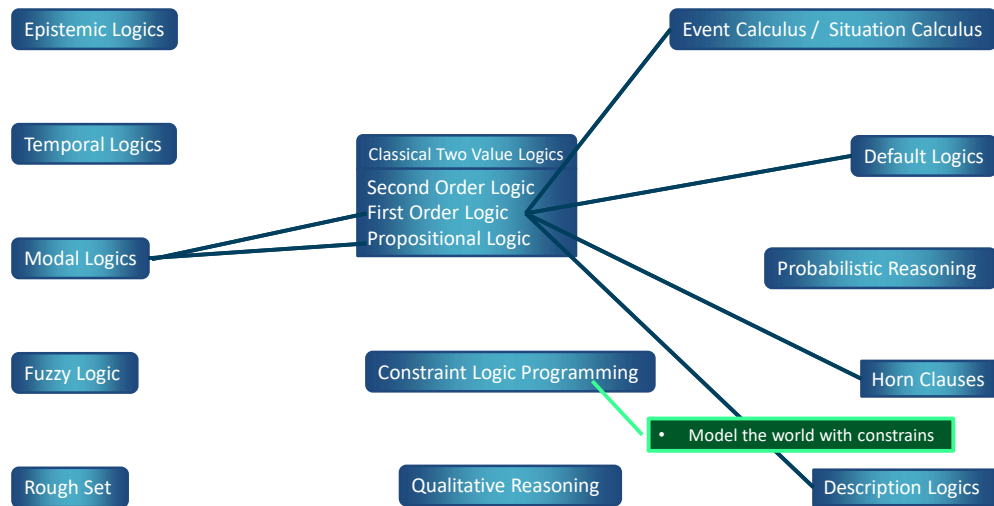 Epistemic Logics
Event Calculus / Situation Calculus
Temporal Logics
Classical Two Value Logics
Default Logics
Second Order Logic
First Order Logic
Propositional Logic
Modal Logics
Probabilistic Reasoning
Fuzzy Logic
Constraint Logic Programming
Horn Clauses
• Model the world with constrains
Rough Set
Qualitative Reasoning
Description Logics